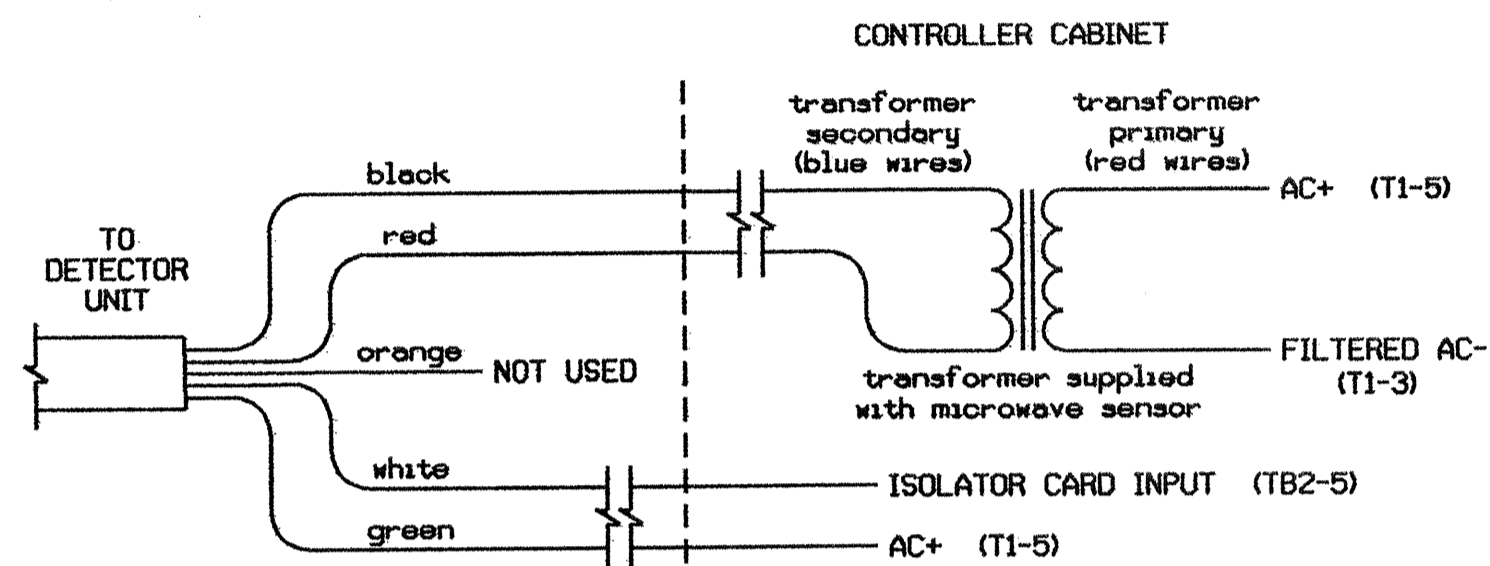 CONTROLLER CABINET
transformer
secondary
(blue wires)
transformer
primary
(red wires)
black
AC+ (T1-5)
red
TO
DETECTOR
UNIT
orange
NOT USED
FILTERED AC-
(T1-3)
transformer supplied
with microwave sensor
white
ISOLATOR CARD INPUT (TB2-5)
green
AC+ (T1-5)